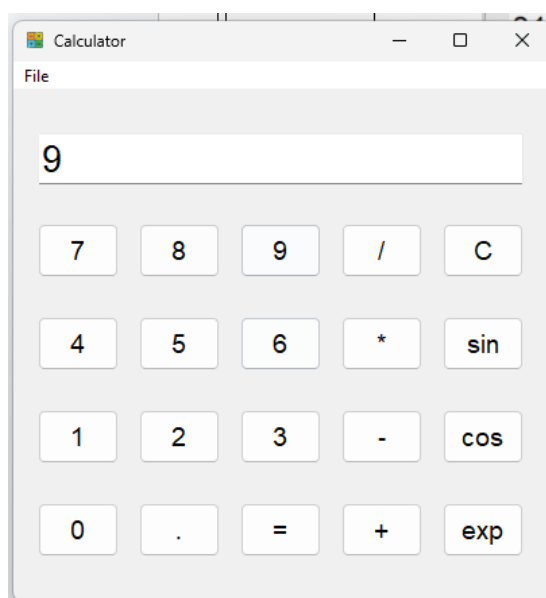 Calculator
File
9
7 8 9 / C
4 5 6 * sin
1 2 3 - cos
0 . = + exp